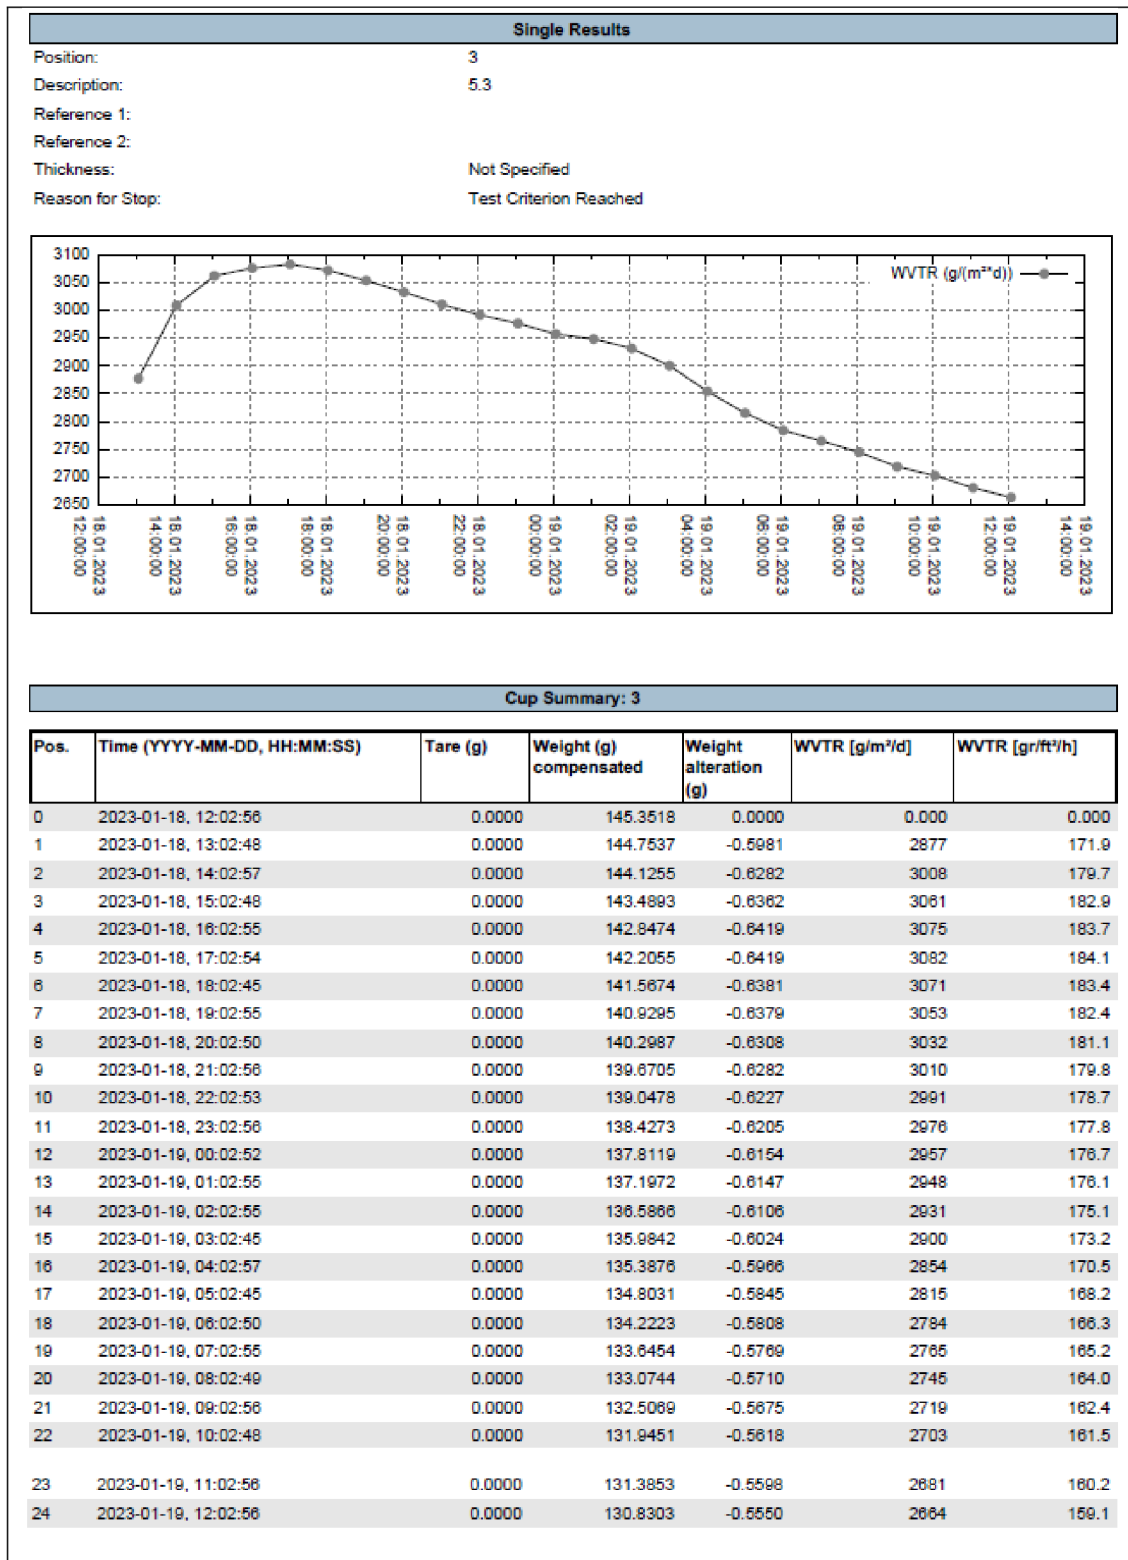 Single Results
Position: 3
Description: 5.3
Reference 1:
Reference 2:
Thickness: Not Specified
Reason for Stop: Test Criterion Reached
WVTR (g/(m²*d))
3100
3050
3000
2950
2900
2850
2800
2750
2700
2650
18.01.2023 12:00:00
18.01.2023 14:00:00
18.01.2023 16:00:00
18.01.2023 18:00:00
18.01.2023 20:00:00
18.01.2023 22:00:00
19.01.2023 00:00:00
19.01.2023 02:00:00
19.01.2023 04:00:00
19.01.2023 06:00:00
19.01.2023 08:00:00
19.01.2023 10:00:00
19.01.2023 12:00:00
19.01.2023 14:00:00
Cup Summary: 3
Pos. Time (YYYY-MM-DD, HH:MM:SS) Tare (g) Weight (g) compensated Weight alteration (g) WVTR [g/m²/d] WVTR [gr/ft²/h]
0 2023-01-18, 12:02:56 0.0000 145.3518 0.0000 0.000 0.000
1 2023-01-18, 13:02:48 0.0000 144.7537 -0.5981 2877 171.9
2 2023-01-18, 14:02:57 0.0000 144.1255 -0.6282 3008 179.7
3 2023-01-18, 15:02:48 0.0000 143.4893 -0.6362 3061 182.9
4 2023-01-18, 16:02:55 0.0000 142.8474 -0.6419 3075 183.7
5 2023-01-18, 17:02:54 0.0000 142.2055 -0.6419 3082 184.1
6 2023-01-18, 18:02:45 0.0000 141.5674 -0.6381 3071 183.4
7 2023-01-18, 19:02:55 0.0000 140.9295 -0.6379 3053 182.4
8 2023-01-18, 20:02:50 0.0000 140.2987 -0.6308 3032 181.1
9 2023-01-18, 21:02:56 0.0000 139.6705 -0.6282 3010 179.8
10 2023-01-18, 22:02:53 0.0000 139.0478 -0.6227 2991 178.7
11 2023-01-18, 23:02:56 0.0000 138.4273 -0.6205 2976 177.8
12 2023-01-19, 00:02:52 0.0000 137.8119 -0.6154 2957 176.7
13 2023-01-19, 01:02:55 0.0000 137.1972 -0.6147 2948 176.1
14 2023-01-19, 02:02:55 0.0000 136.5866 -0.6106 2931 175.1
15 2023-01-19, 03:02:45 0.0000 135.9842 -0.6024 2900 173.2
16 2023-01-19, 04:02:57 0.0000 135.3876 -0.5966 2854 170.5
17 2023-01-19, 05:02:45 0.0000 134.8031 -0.5845 2815 168.2
18 2023-01-19, 06:02:50 0.0000 134.2223 -0.5808 2784 166.3
19 2023-01-19, 07:02:55 0.0000 133.6454 -0.5769 2765 165.2
20 2023-01-19, 08:02:49 0.0000 133.0744 -0.5710 2745 164.0
21 2023-01-19, 09:02:56 0.0000 132.5069 -0.5675 2719 162.4
22 2023-01-19, 10:02:48 0.0000 131.9451 -0.5618 2703 161.5
23 2023-01-19, 11:02:56 0.0000 131.3853 -0.5598 2681 160.2
24 2023-01-19, 12:02:56 0.0000 130.8303 -0.5550 2664 159.1